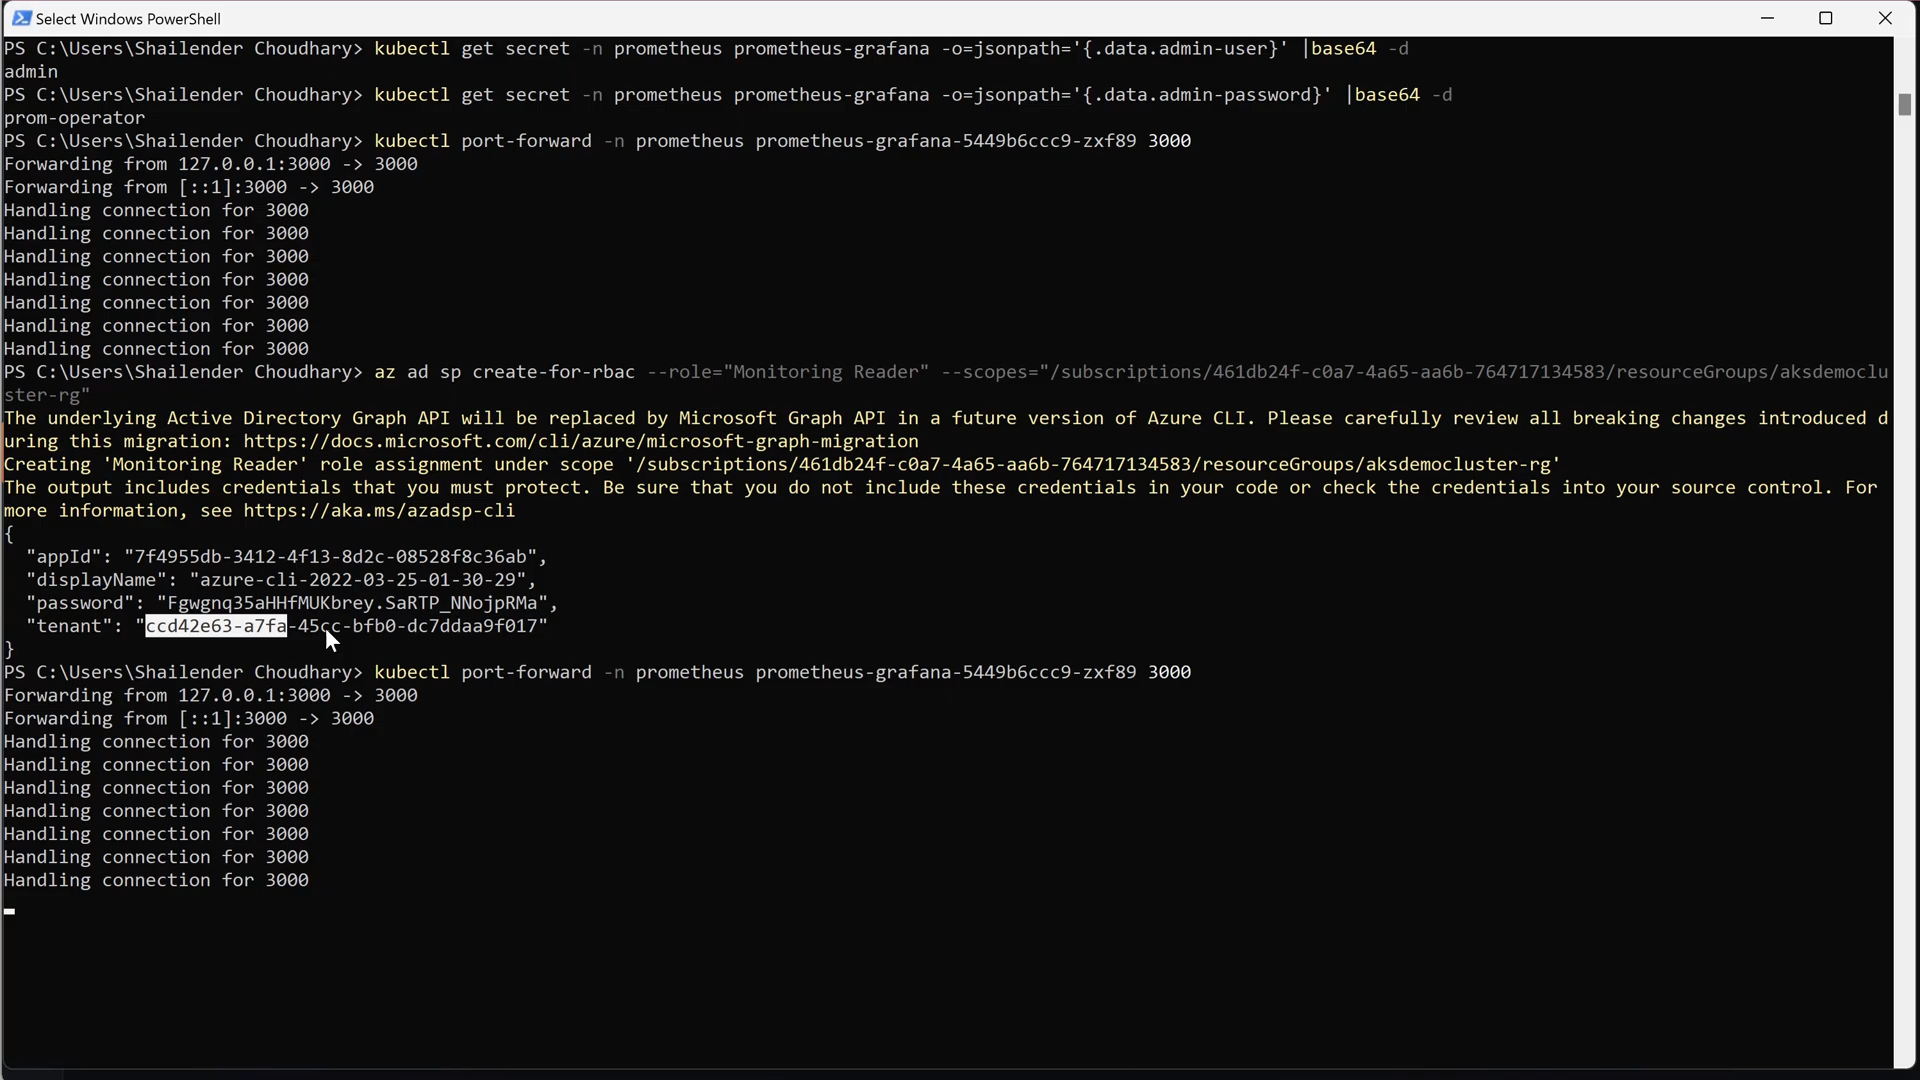 Select Windows PowerShell
PS C:\Users\Shailender Choudhary> kubectl get secret -n prometheus prometheus-grafana -o=jsonpath='{.data.admin-user}' |base64 -d
admin
PS C:\Users\Shailender Choudhary> kubectl get secret -n prometheus prometheus-grafana -o=jsonpath='{.data.admin-password}' |base64 -d
prom-operator
PS C:\Users\Shailender Choudhary> kubectl port-forward -n prometheus prometheus-grafana-5449b6ccc9-zxf89 3000
Forwarding from 127.0.0.1:3000 -> 3000
Forwarding from [::1]:3000 -> 3000
Handling connection for 3000
Handling connection for 3000
Handling connection for 3000
Handling connection for 3000
Handling connection for 3000
Handling connection for 3000
Handling connection for 3000
PS C:\Users\Shailender Choudhary> az ad sp create-for-rbac --role="Monitoring Reader" --scopes="/subscriptions/461db24f-c0a7-4a65-aa6b-764717134583/resourceGroups/aksdemoclu
ster-rg"
The underlying Active Directory Graph API will be replaced by Microsoft Graph API in a future version of Azure CLI. Please carefully review all breaking changes introduced d
uring this migration: https://docs.microsoft.com/cli/azure/microsoft-graph-migration
Creating 'Monitoring Reader' role assignment under scope '/subscriptions/461db24f-c0a7-4a65-aa6b-764717134583/resourceGroups/aksdemocluster-rg'
The output includes credentials that you must protect. Be sure that you do not include these credentials in your code or check the credentials into your source control. For
more information, see https://aka.ms/azadsp-cli
{
  "appId": "7f4955db-3412-4f13-8d2c-08528f8c36ab",
  "displayName": "azure-cli-2022-03-25-01-30-29",
  "password": "Fgwgnq35aHHfMUKbrey.SaRTP_NNojpRMa",
  "tenant": "ccd42e63-a7fa-45cc-bfb0-dc7ddaa9f017"
}
PS C:\Users\Shailender Choudhary> kubectl port-forward -n prometheus prometheus-grafana-5449b6ccc9-zxf89 3000
Forwarding from 127.0.0.1:3000 -> 3000
Forwarding from [::1]:3000 -> 3000
Handling connection for 3000
Handling connection for 3000
Handling connection for 3000
Handling connection for 3000
Handling connection for 3000
Handling connection for 3000
Handling connection for 3000